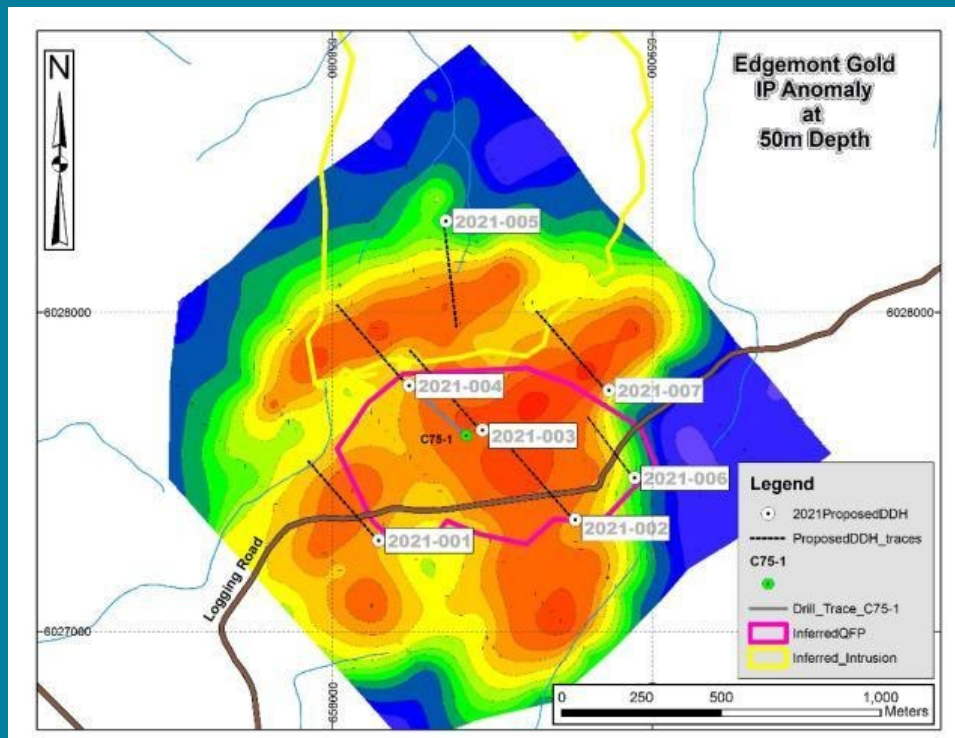 Edgemont Gold
IP Anomaly
at
50m Depth
N
658000
659000
6028000
6028000
2021-005
2021-004
2021-007
C75-1
2021-003
2021-006
2021-002
2021-001
Logging Road
6027000
658000
Legend
2021ProposedDDH
ProposedDDH_traces
C75-1
Drill_Trace_C75-1
InferredQFP
Inferred_Intrusion
0 250 500 1,000
Meters